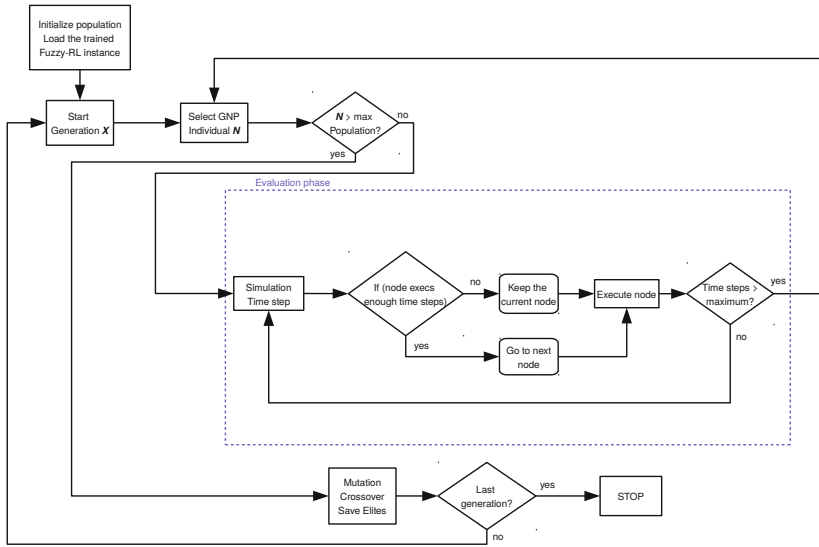 Initialize population
Load the trained
Fuzzy-RL instance
Start
Generation X
Select GNP
Individual N
N > max
Population?
no
yes
Evaluation phase
Simulation
Time step
If (node execs
enough time steps)
no
yes
Keep the
current node
Go to next
node
Execute node
Time steps >
maximum?
yes
no
Mutation
Crossover
Save Elites
Last
generation?
yes
no
STOP